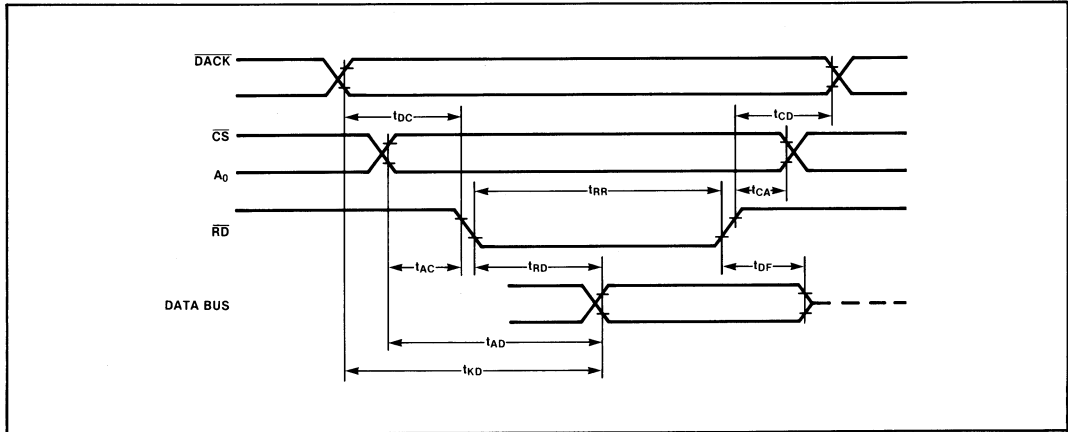 DACK
tDC
tCD
CS
A0
tRR
tCA
RD
tAC
tRD
tDF
DATA BUS
tAD
tKD